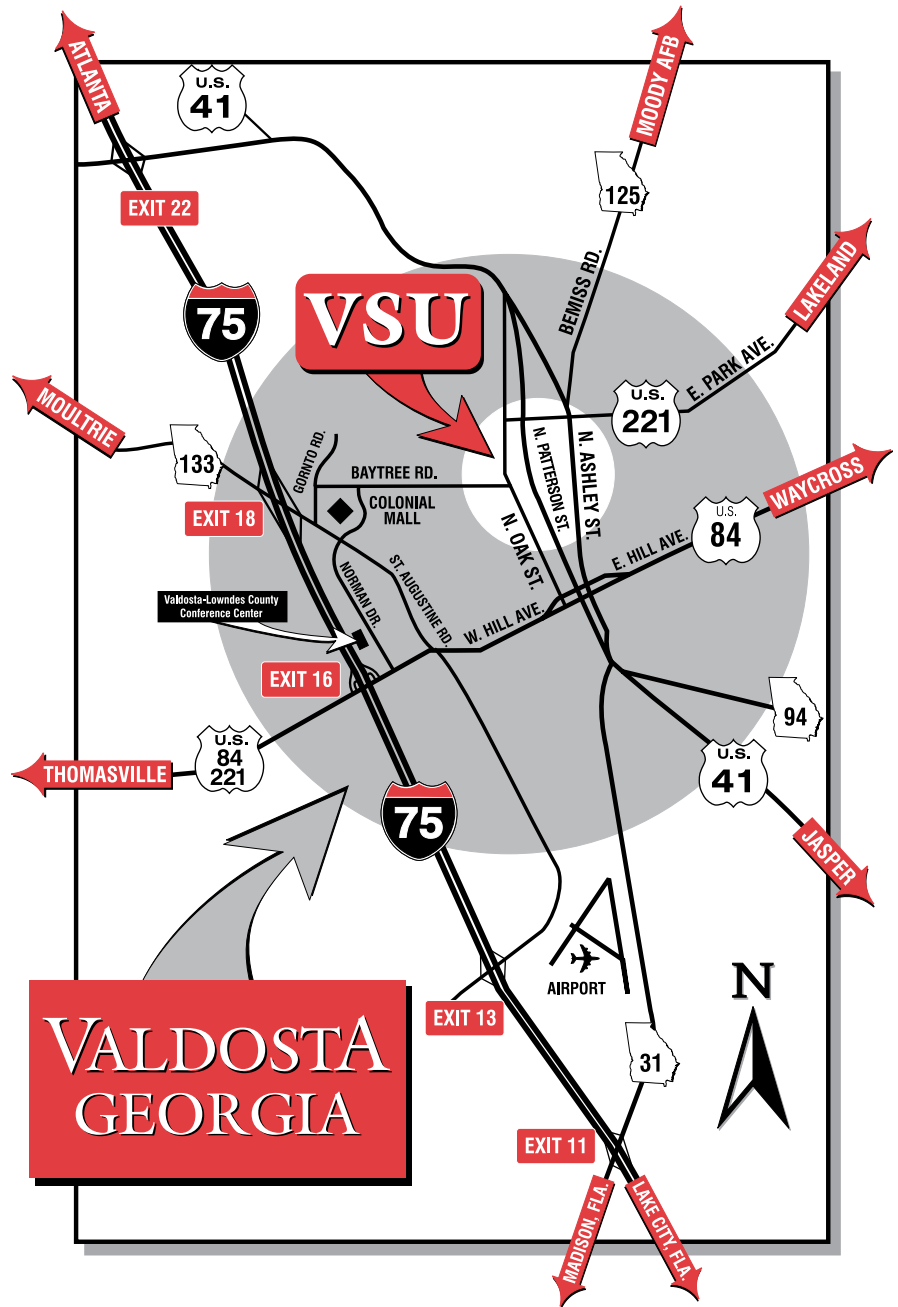 ATLANTA
U.S.
41
MOODY AFB
125
EXIT 22
BEMISS RD.
LAKELAND
75
VSU
E. PARK AVE.
U.S.
221
MOULTRIE
133
GORNTO RD.
BAYTREE RD.
N. PATTERSON ST.
N. ASHLEY ST.
WAYCROSS
EXIT 18
COLONIAL
MALL
N. OAK ST.
U.S.
84
E. HILL AVE.
NORMAN DR.
ST. AUGUSTINE RD.
Valdosta-Lowndes County
Conference Center
W. HILL AVE.
EXIT 16
94
THOMASVILLE
U.S.
84
221
U.S.
41
75
JASPER
AIRPORT
N
EXIT 13
VALDOSTA
GEORGIA
31
EXIT 11
MADISON, FLA.
LAKE CITY, FLA.